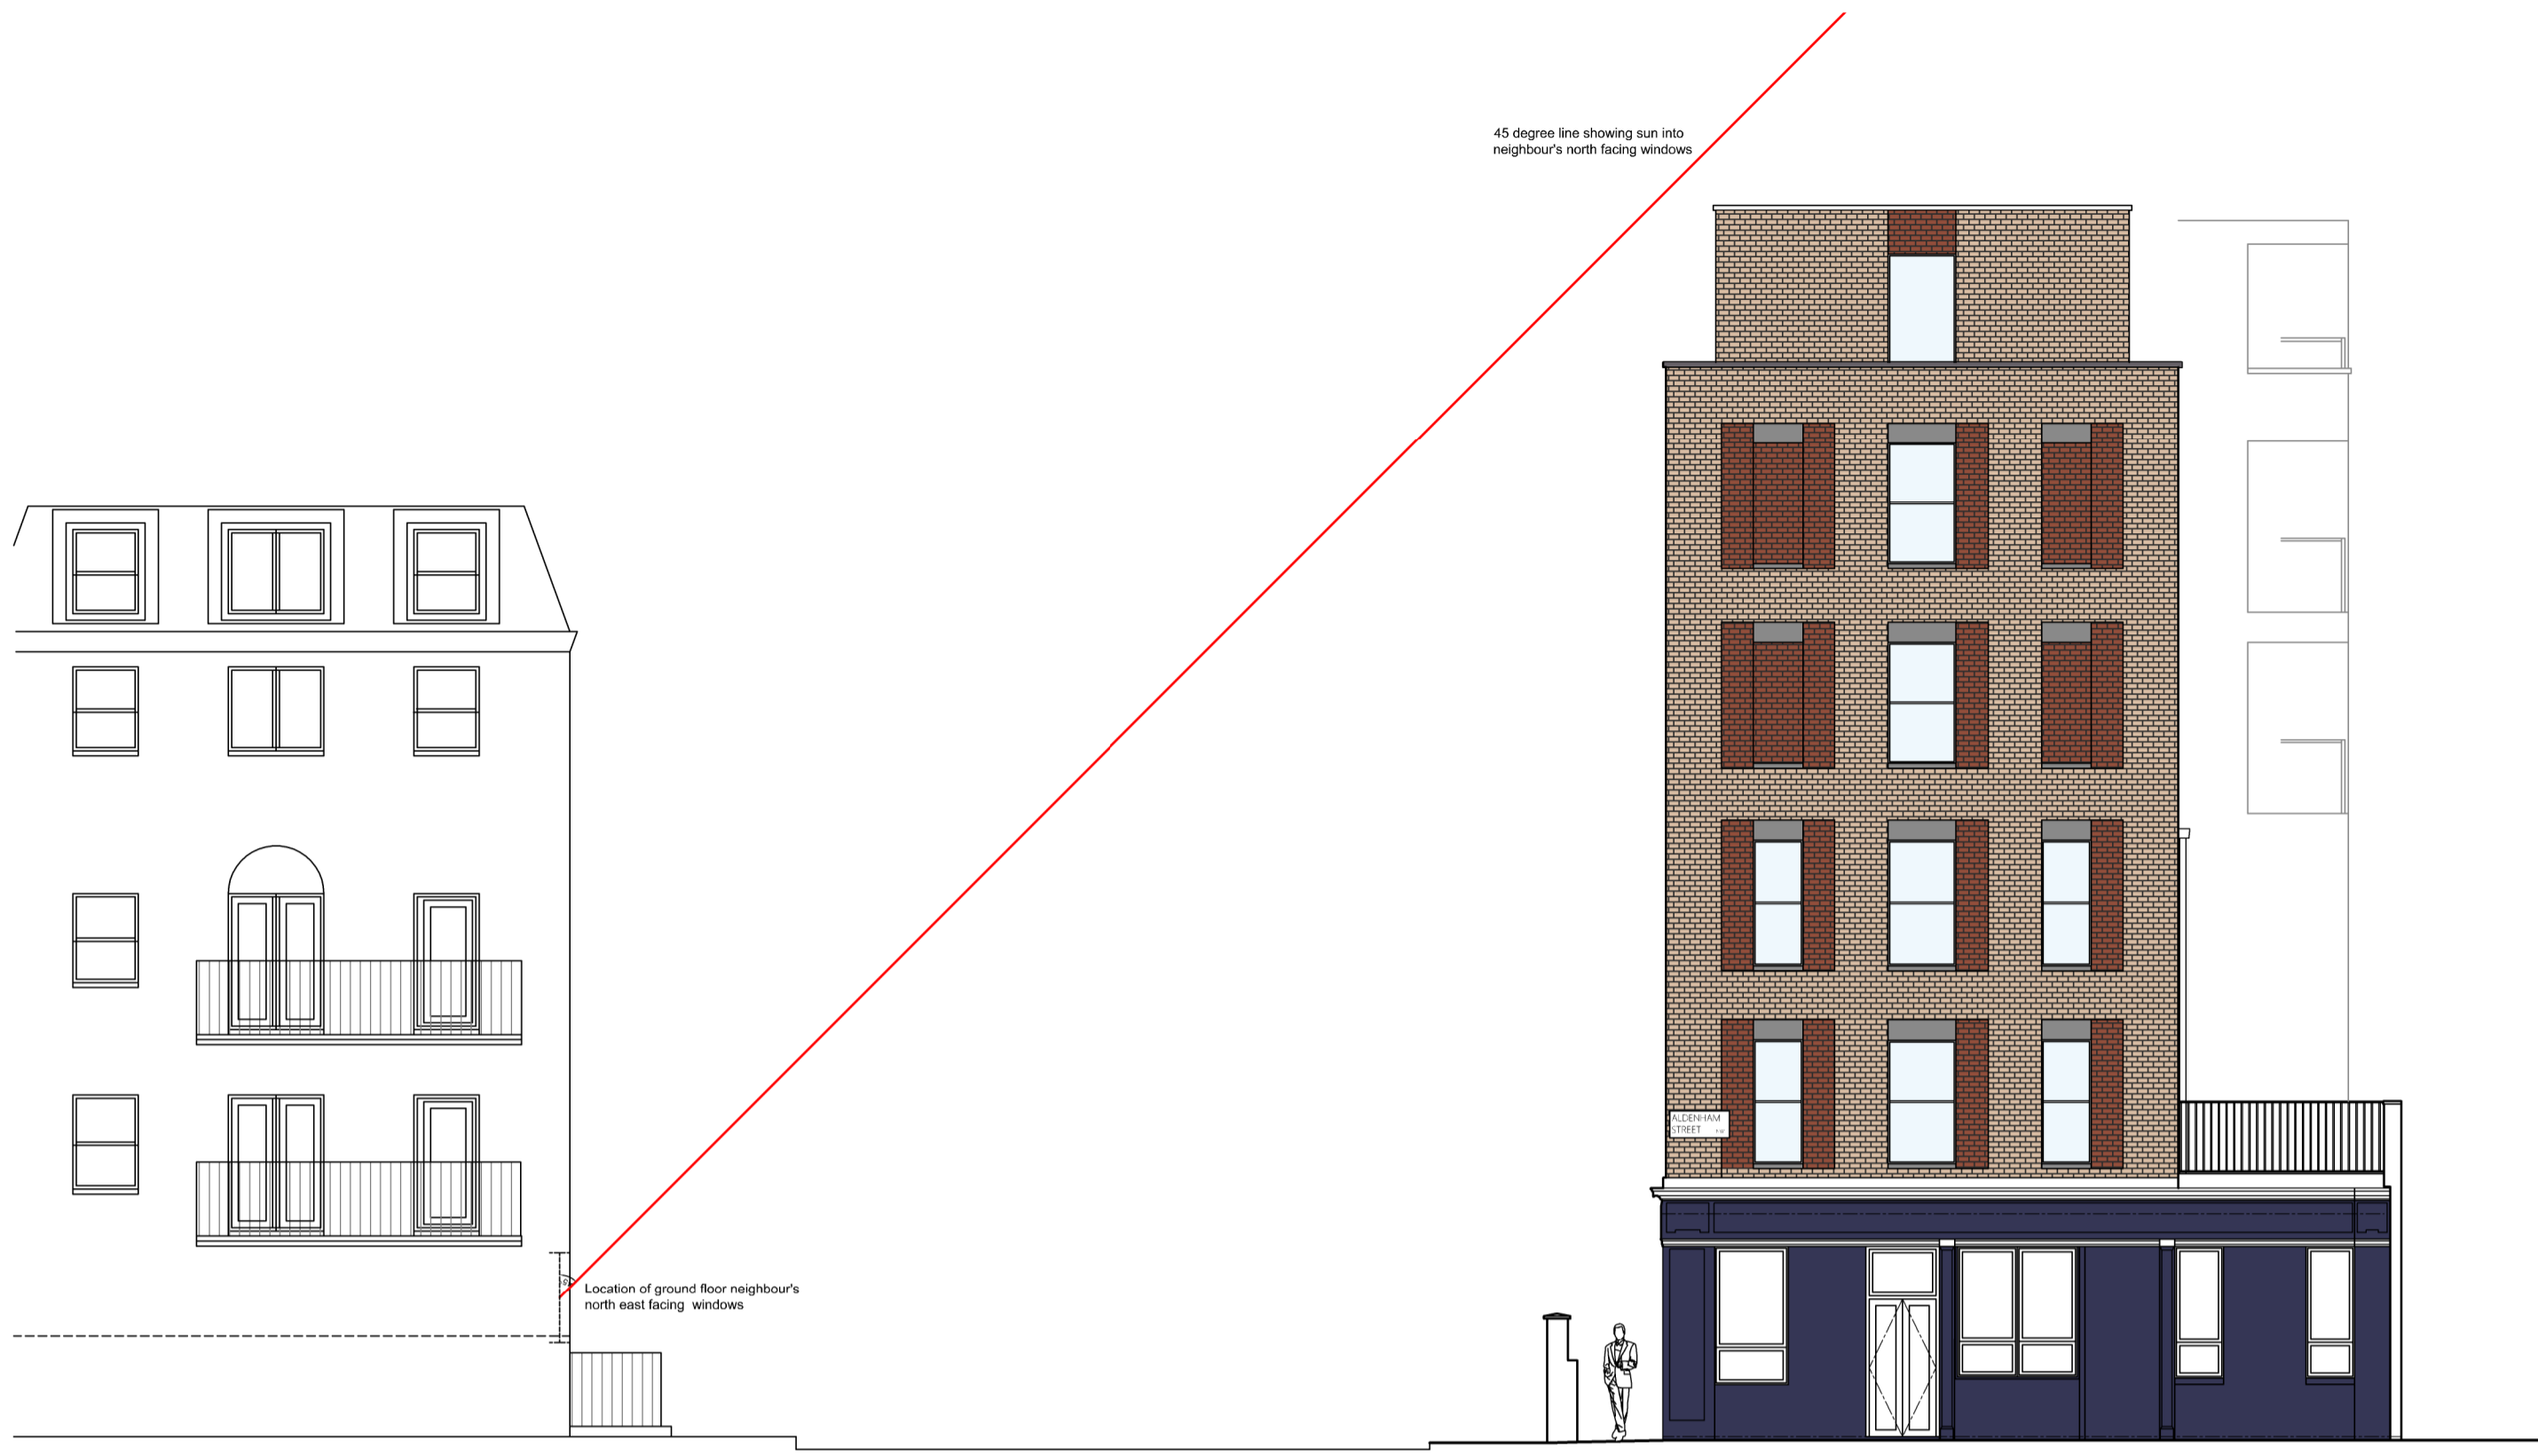 45 degree line showing sun into
neighbour's north facing windows
ALDENHAM
STREET
Location of ground floor neighbour's
north east facing windows